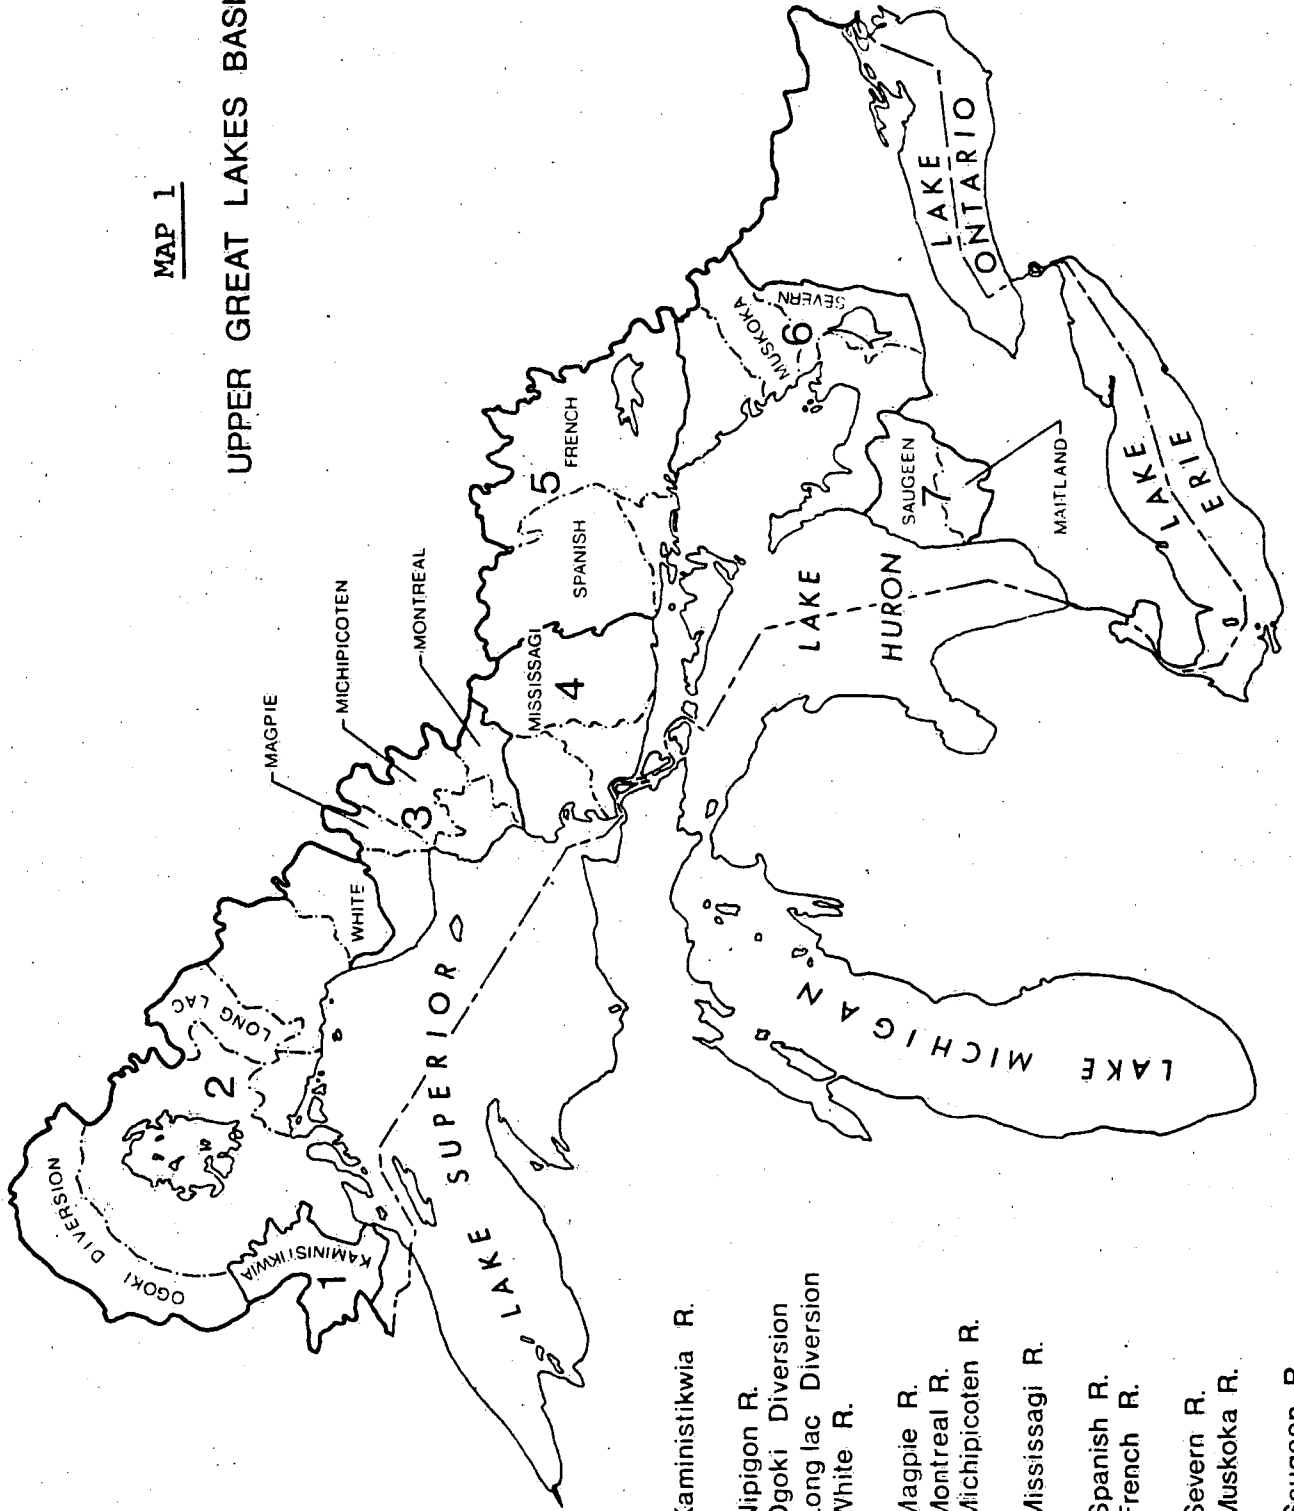 MAP 1
UPPER GREAT LAKES BASI
OGOKI DIVERSION
KAMINISTIKWIA
1
2
LONG LAC
WHITE
MAGPIE
MICHIPICOTEN
MONTREAL
3
MISSISSAGI
4
SPANISH
5
FRENCH
MUSKOKA
SEVERN
6
SAUGEEN
7
MAITLAND
LAKE SUPERIOR
LAKE MICHIGAN
LAKE
HURON
LAKE
ERIE
LAKE
ONTARIO
Kaministikwia R.
Nipigon R.
Ogoki Diversion
Long lac Diversion
White R.
Magpie R.
Montreal R.
Michipicoten R.
Mississagi R.
Spanish R.
French R.
Severn R.
Muskoka R.